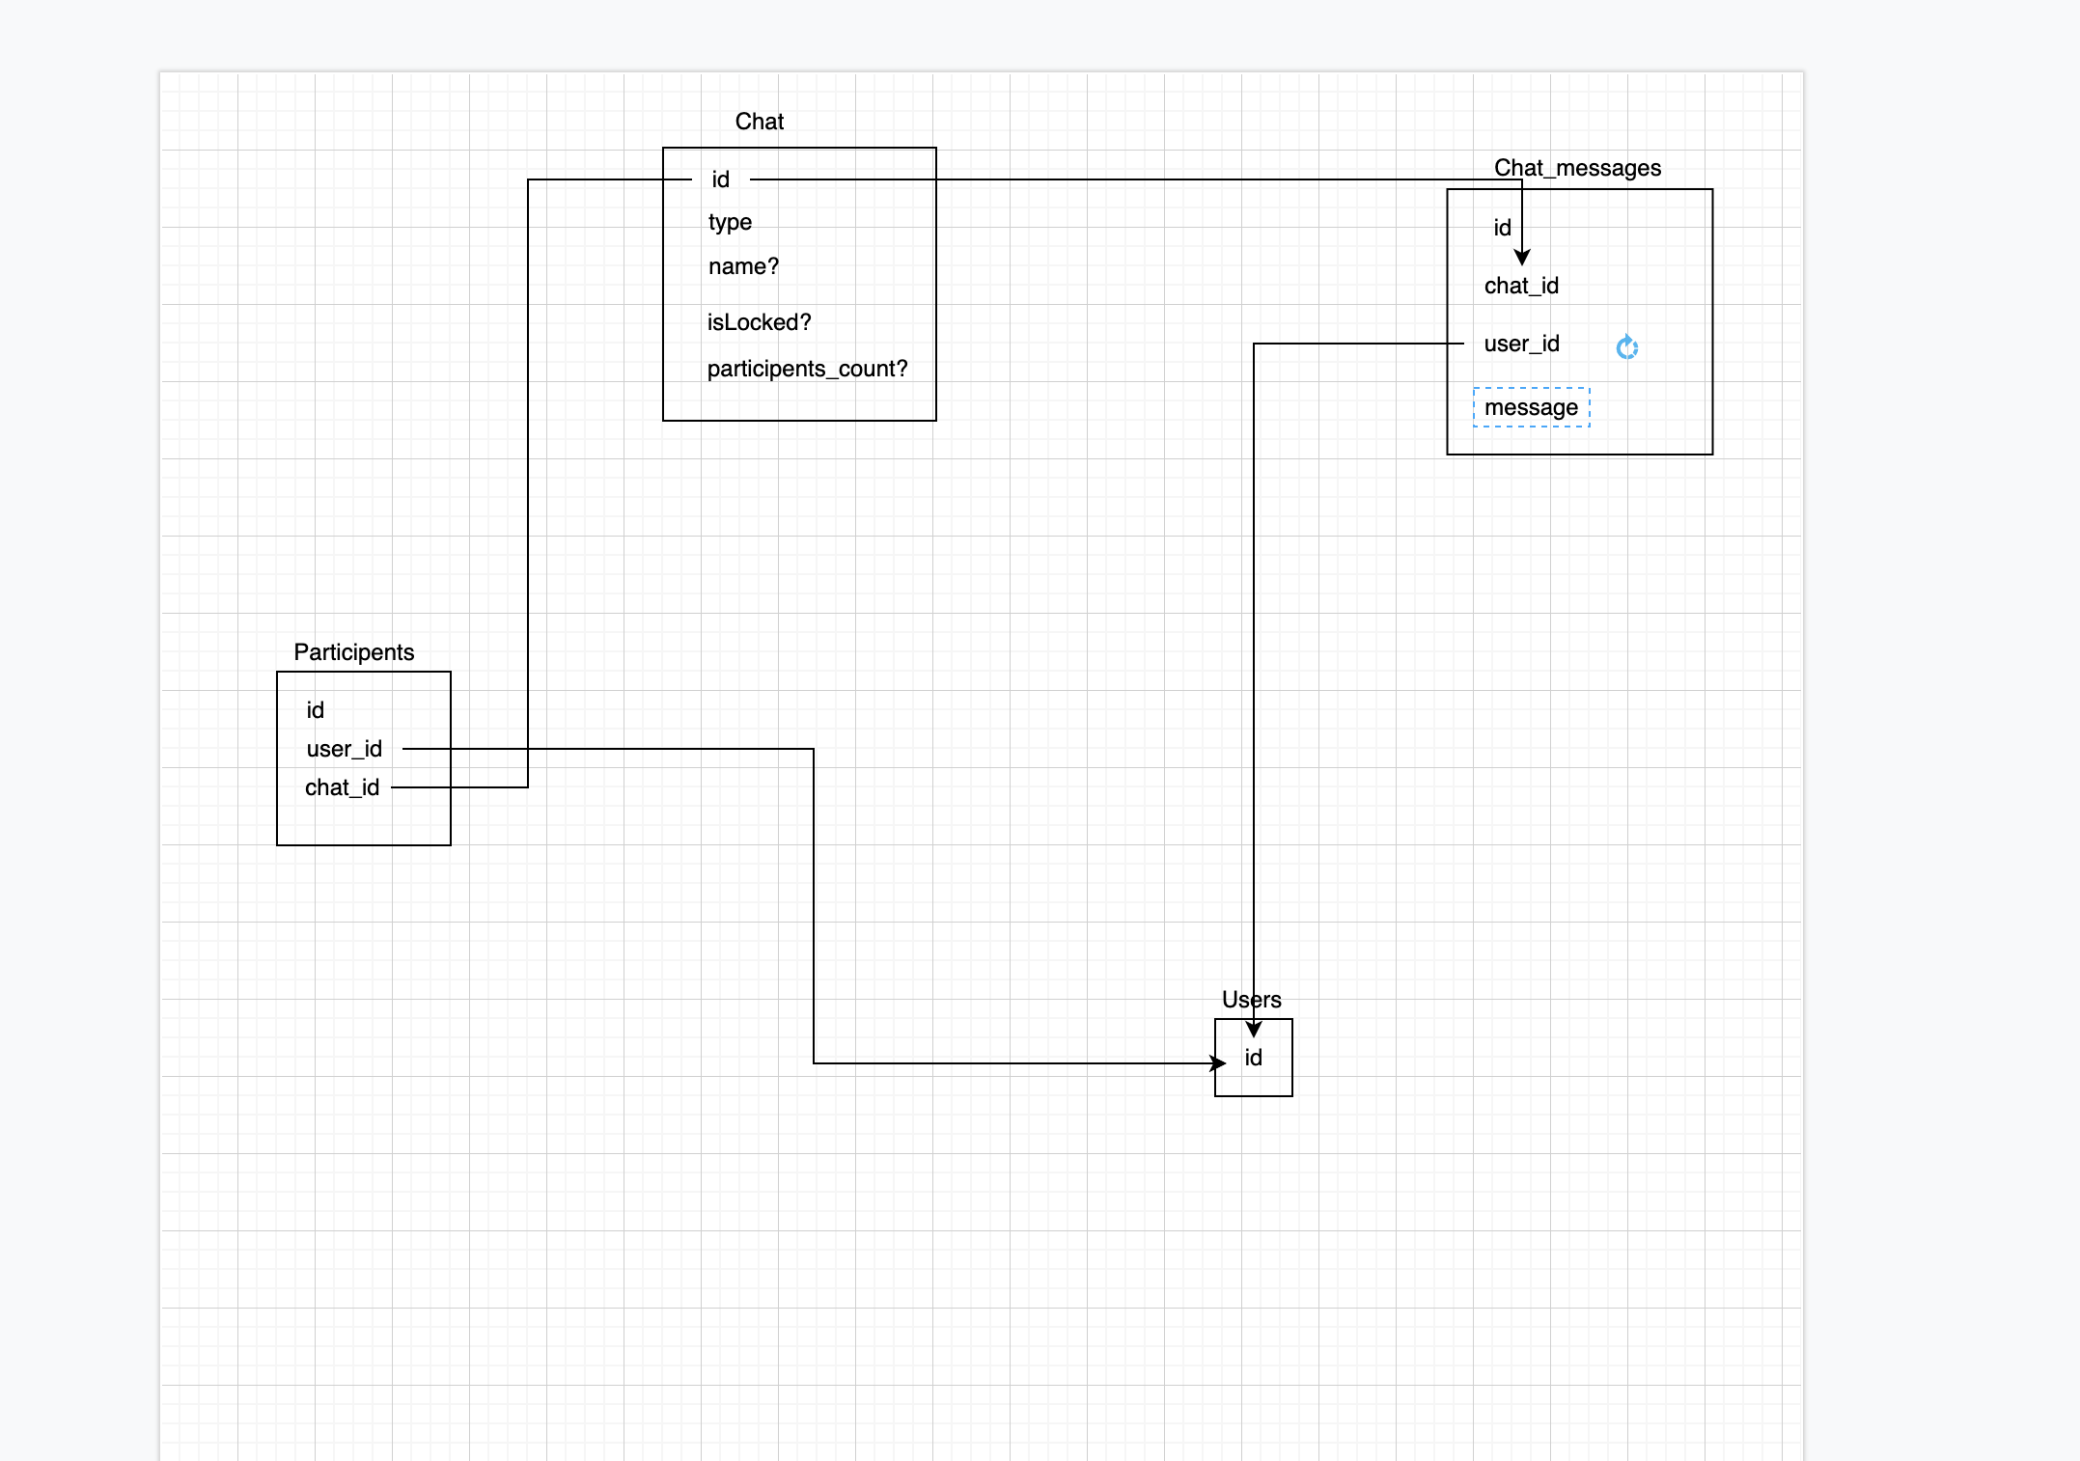 Chat
id
type
name?
isLocked?
participents_count?
Chat_messages
id
chat_id
user_id
message
Participents
id
user_id
chat_id
Users
id